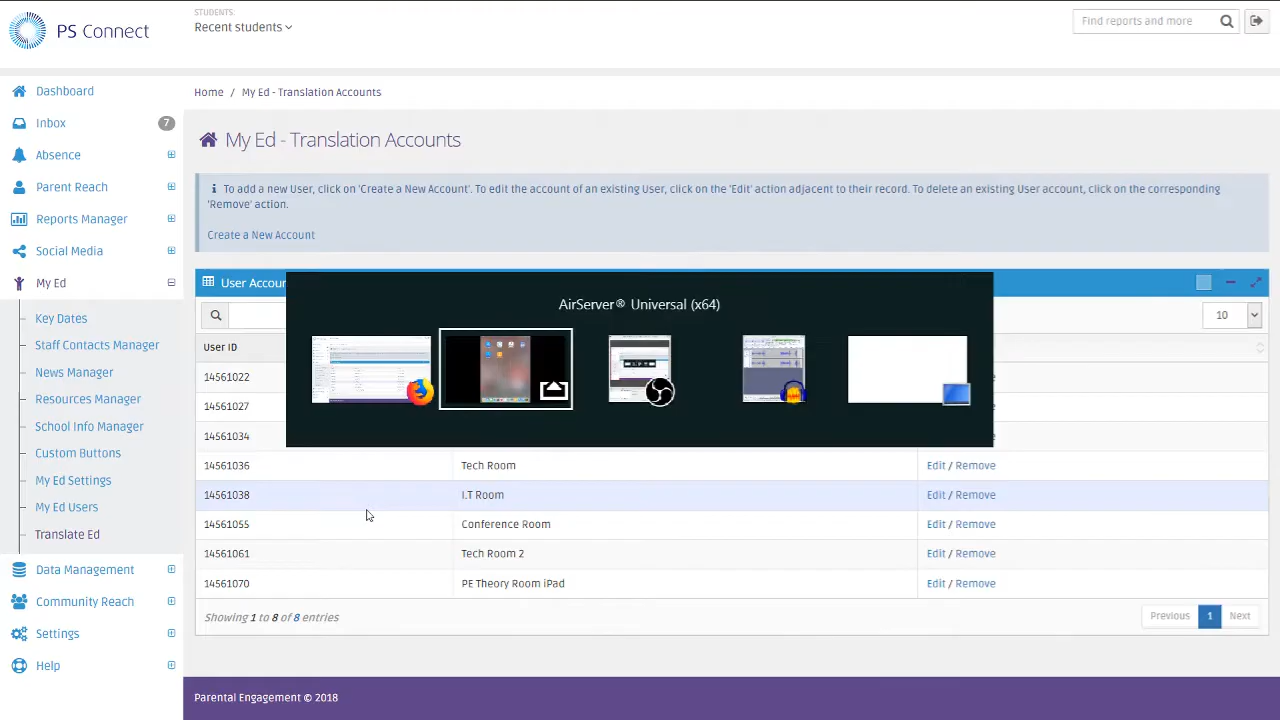 PS Connect
STUDENTS:
Recent students
Find reports and more
Dashboard
Inbox 7
Absence
Parent Reach
Reports Manager
Social Media
My Ed
Key Dates
Staff Contacts Manager
News Manager
Resources Manager
School Info Manager
Custom Buttons
My Ed Settings
My Ed Users
Translate Ed
Data Management
Community Reach
Settings
Help
Home / My Ed - Translation Accounts
My Ed - Translation Accounts
To add a new User, click on 'Create a New Account'. To edit the account of an existing User, click on the 'Edit' action adjacent to their record. To delete an existing User account, click on the corresponding
'Remove' action.
Create a New Account
User Accour
10
AirServer® Universal (x64)
User ID
14561022
14561027
14561034
14561036 Tech Room Edit / Remove
14561038 I.T Room Edit / Remove
14561055 Conference Room Edit / Remove
14561061 Tech Room 2 Edit / Remove
14561070 PE Theory Room iPad Edit / Remove
Showing 1 to 8 of 8 entries
Previous 1 Next
Parental Engagement © 2018